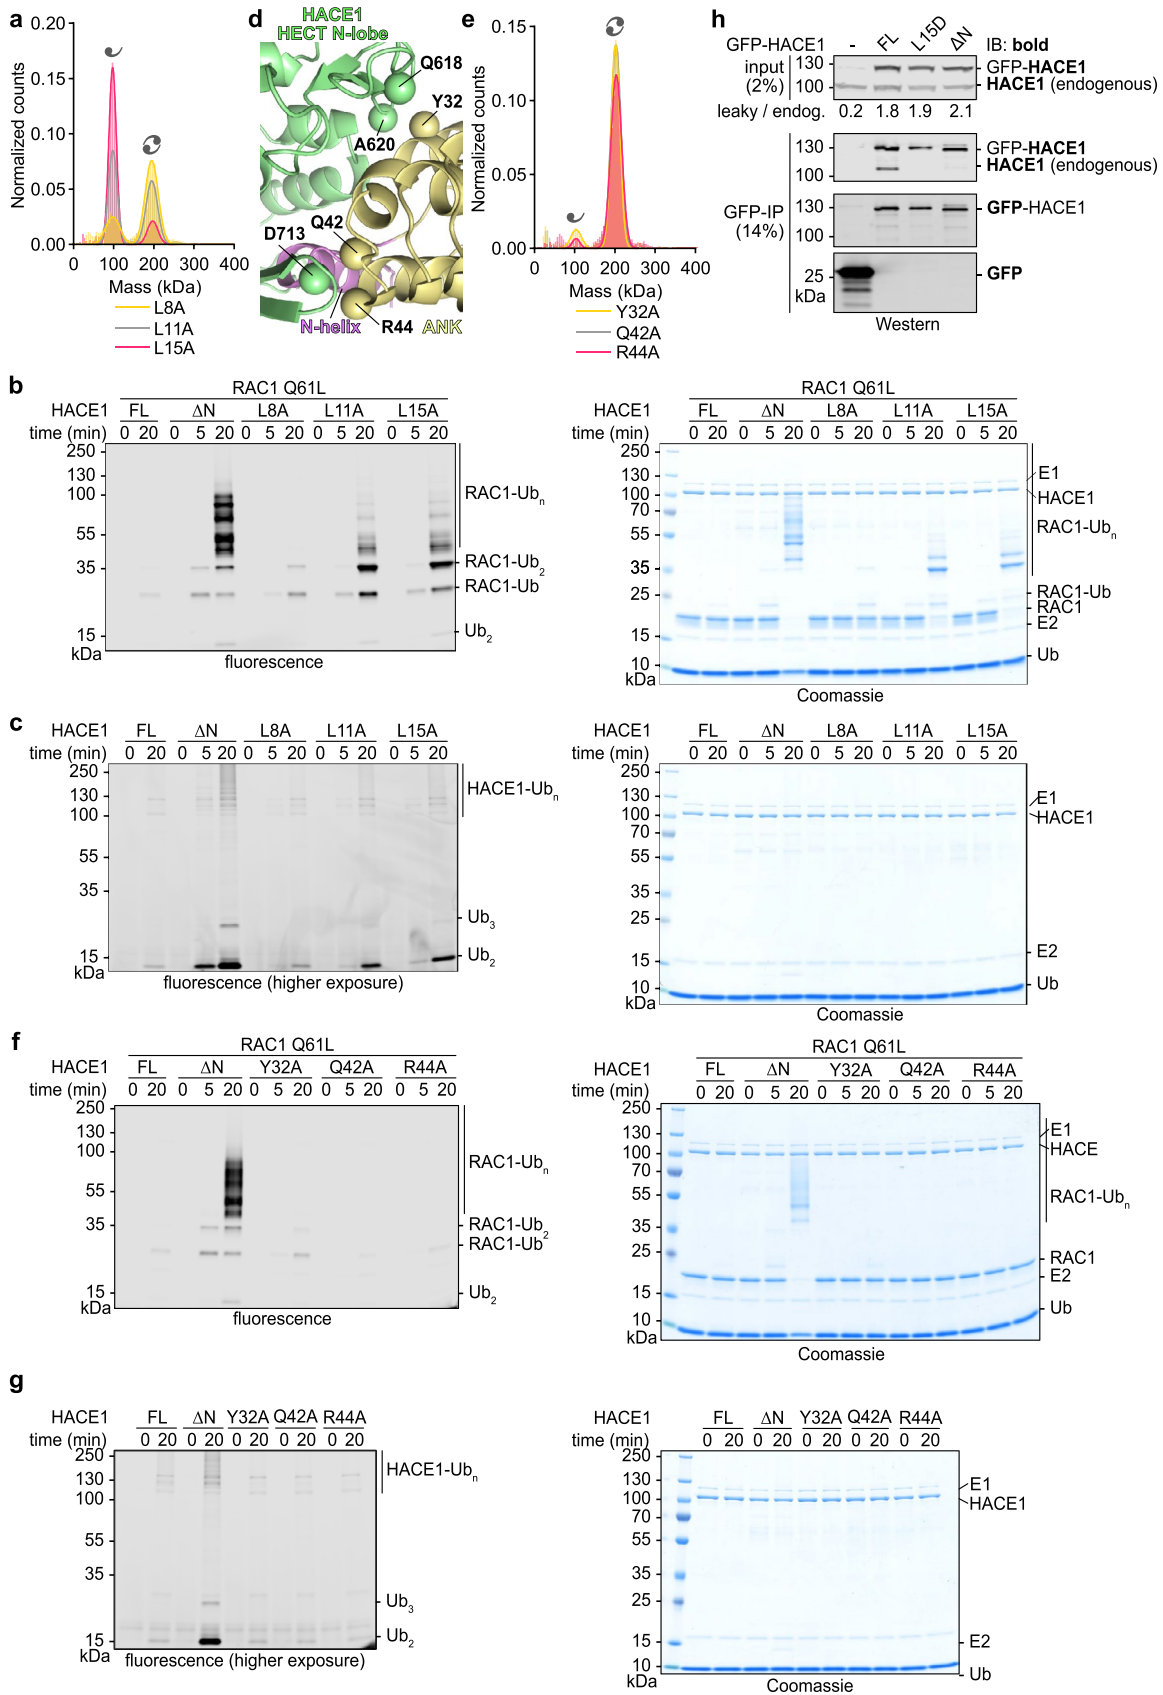 a
0.20
0.15
0.10
0.05
0.00
Normalized counts
0 100 200 300 400
Mass (kDa)
L8A
L11A
L15A
d
HACE1
HECT N-lobe
Q618
Y32
A620
Q42
D713
N-helix
R44
ANK
e
0.15
0.10
0.05
0.00
Normalized counts
0 100 200 300 400
Mass (kDa)
Y32A
Q42A
R44A
h
GFP-HACE1 - FL L15D ΔN IB: bold
input
(2%)
130
100
GFP-HACE1
HACE1 (endogenous)
leaky / endog. 0.2 1.8 1.9 2.1
130
100
GFP-HACE1
HACE1 (endogenous)
GFP-IP
(14%)
130
100
GFP-HACE1
25
kDa
GFP
Western
b
RAC1 Q61L
HACE1 FL ΔN L8A L11A L15A
time (min) 0 20 0 5 20 0 5 20 0 5 20 0 5 20
250
130
100
55
35
15
kDa
RAC1-Ubn
RAC1-Ub2
RAC1-Ub
Ub2
fluorescence
RAC1 Q61L
HACE1 FL ΔN L8A L11A L15A
time (min) 0 20 0 5 20 0 5 20 0 5 20 0 5 20
250
130
100
70
55
35
25
15
10
kDa
E1
HACE1
RAC1-Ubn
RAC1-Ub
RAC1
E2
Ub
Coomassie
c
HACE1 FL ΔN L8A L11A L15A
time (min) 0 20 0 5 20 0 5 20 0 5 20 0 5 20
250
130
100
55
35
15
kDa
HACE1-Ubn
Ub3
Ub2
fluorescence (higher exposure)
HACE1 FL ΔN L8A L11A L15A
time (min) 0 20 0 5 20 0 5 20 0 5 20 0 5 20
250
130
100
70
55
35
25
15
10
kDa
E1
HACE1
E2
Ub
Coomassie
f
RAC1 Q61L
HACE1 FL ΔN Y32A Q42A R44A
time (min) 0 20 0 5 20 0 5 20 0 5 20 0 5 20
250
130
100
55
35
15
kDa
RAC1-Ubn
RAC1-Ub2
RAC1-Ub
Ub2
fluorescence
RAC1 Q61L
HACE1 FL ΔN Y32A Q42A R44A
time (min) 0 20 0 5 20 0 5 20 0 5 20 0 5 20
250
130
100
70
55
35
25
15
10
kDa
E1
HACE
RAC1-Ubn
RAC1
E2
Ub
Coomassie
g
HACE1 FL ΔN Y32A Q42A R44A
time (min) 0 20 0 20 0 20 0 20 0 20
250
130
100
55
35
15
kDa
HACE1-Ubn
Ub3
Ub2
fluorescence (higher exposure)
HACE1 FL ΔN Y32A Q42A R44A
time (min) 0 20 0 20 0 20 0 20 0 20
250
130
100
70
55
35
25
15
10
kDa
E1
HACE1
E2
Ub
Coomassie